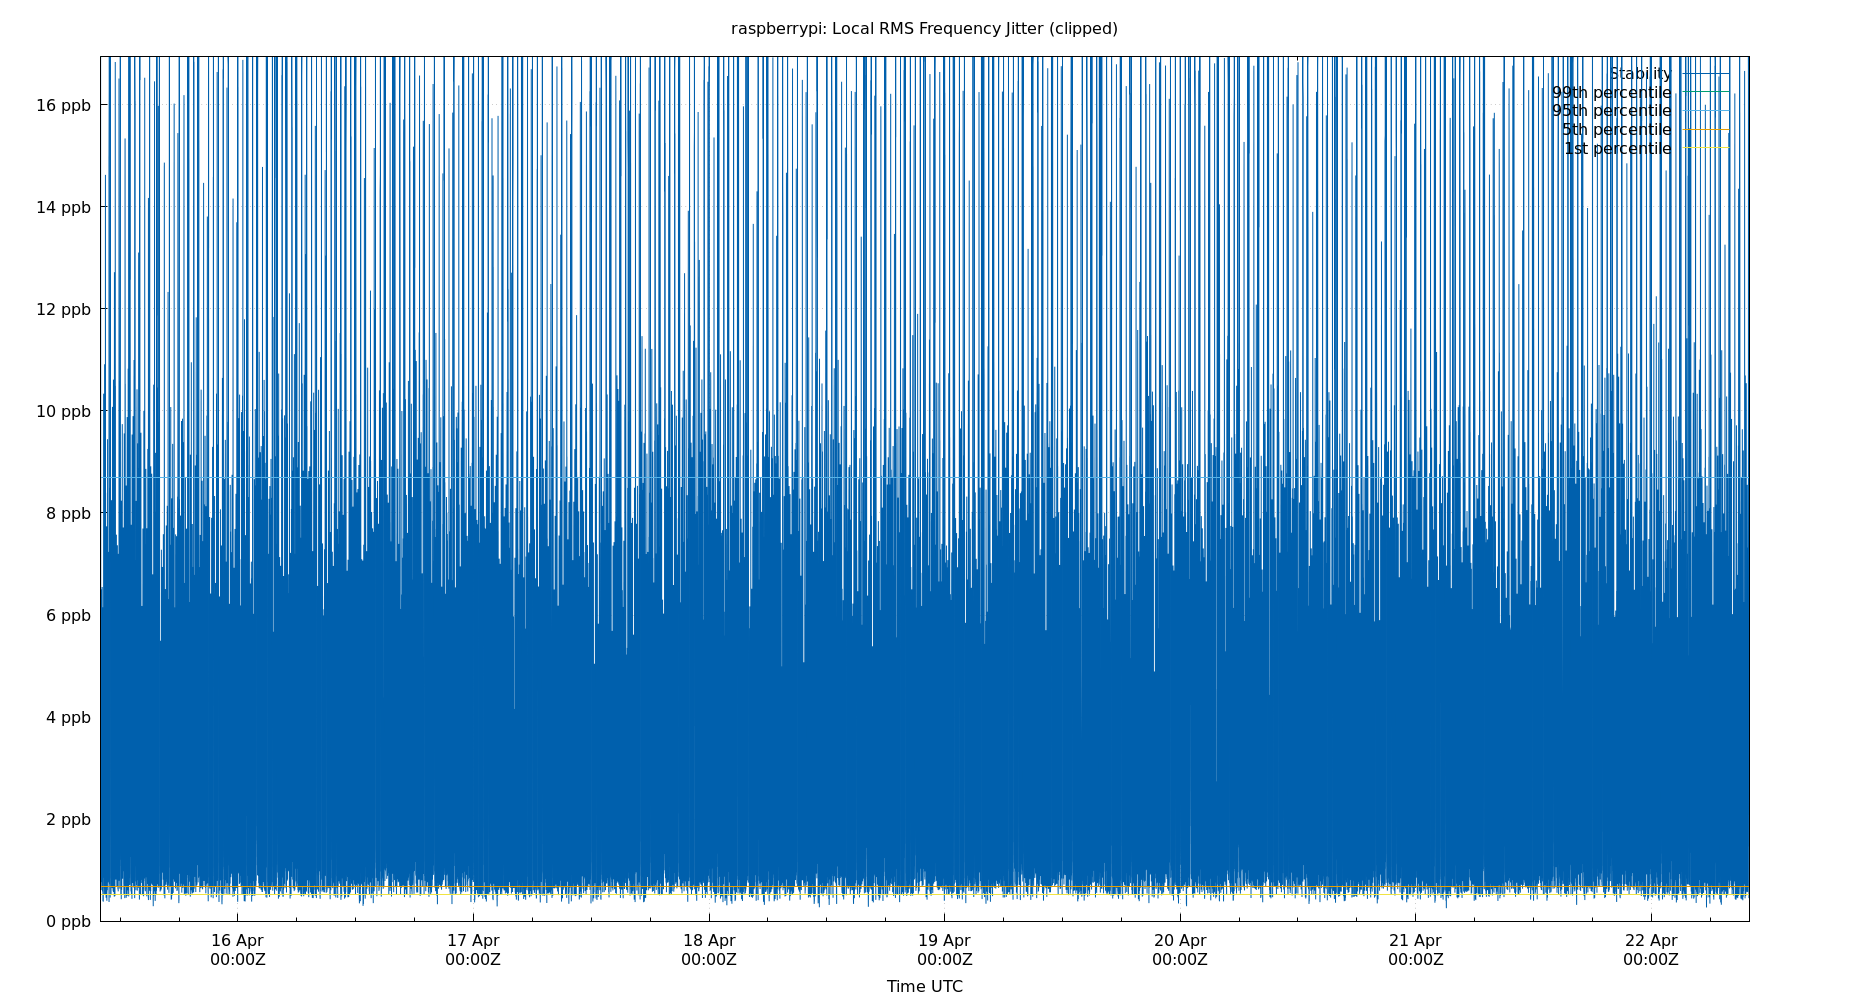 raspberrypi: Local RMS Frequency Jitter (clipped)
Stability
99th percentile
95th percentile
5th percentile
1st percentile
16 ppb
14 ppb
12 ppb
10 ppb
8 ppb
6 ppb
4 ppb
2 ppb
0 ppb
16 Apr 17 Apr 18 Apr 19 Apr 20 Apr 21 Apr 22 Apr
00:00Z 00:00Z 00:00Z 00:00Z 00:00Z 00:00Z 00:00Z
Time UTC